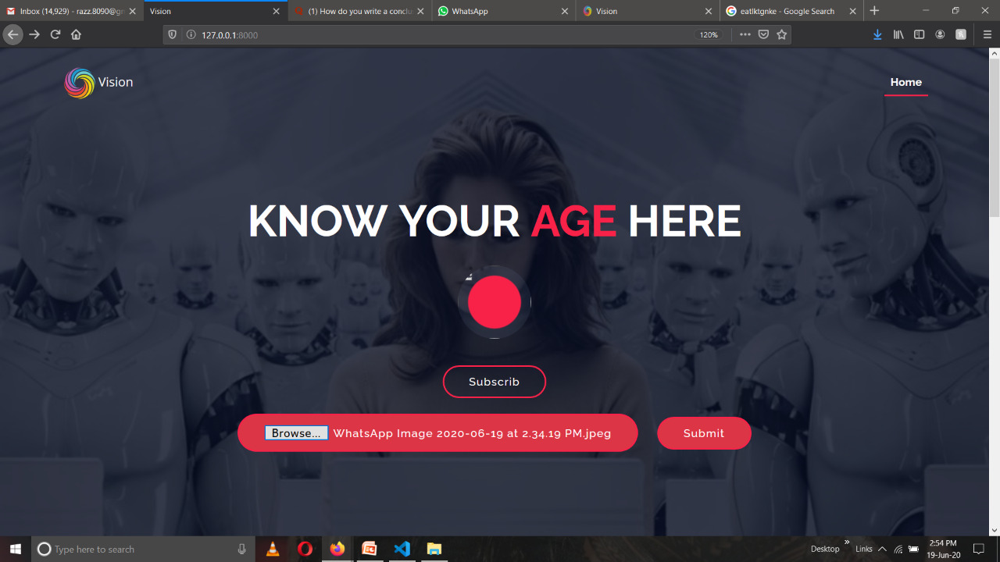 Inbox (14,929) - razz.8090@gr
Vision
(1) How do you write a conclu
WhatsApp
Vision
eatlktgnke - Google Search
127.0.0.1:8000
120%
Vision
Home
KNOW YOUR AGE HERE
Subscrib
Browse... WhatsApp Image 2020-06-19 at 2.34.19 PM.jpeg
Submit
Type here to search
Desktop
Links
2:54 PM
19-Jun-20